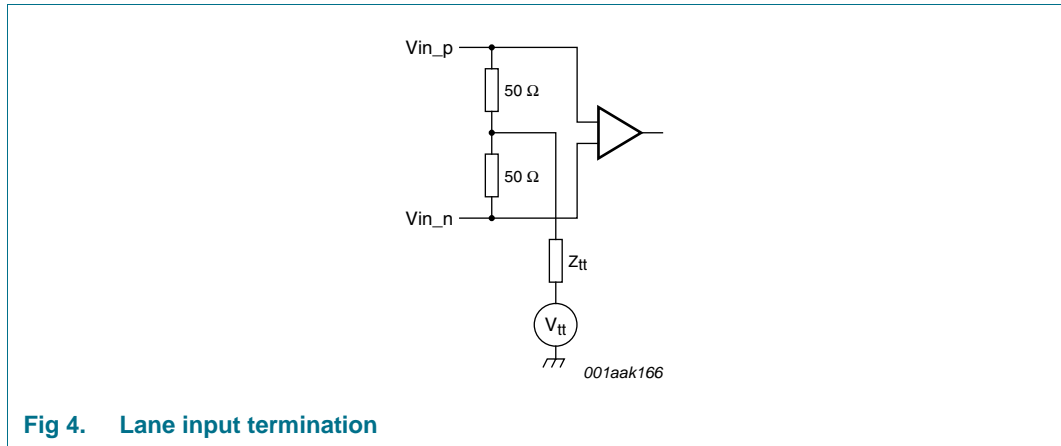 Vin_p
50 Ω
50 Ω
Vin_n
Ztt
Vtt
001aak166
Fig 4. Lane input termination